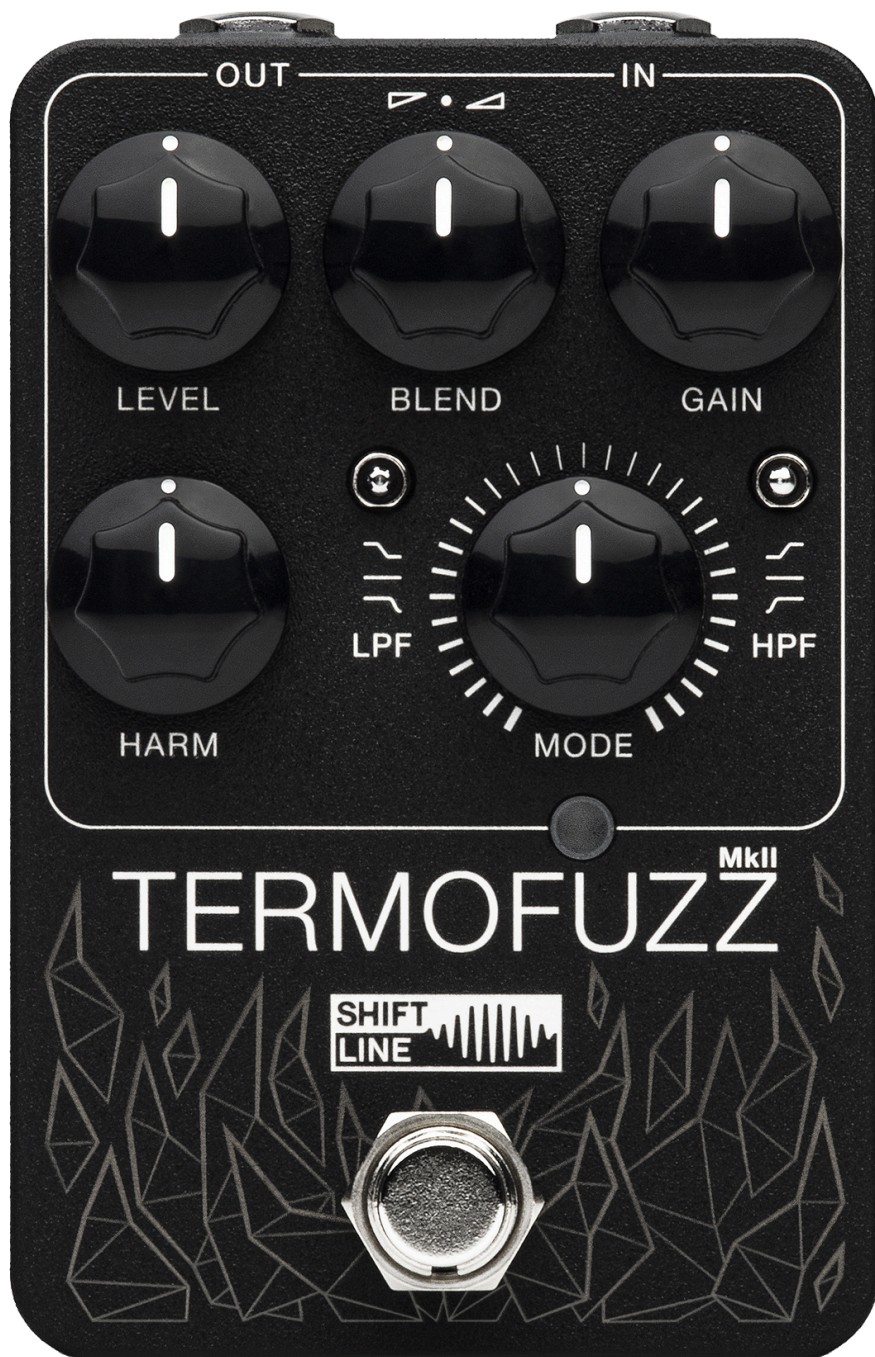 OUT IN
LEVEL BLEND GAIN
LPF HPF
HARM MODE
MkII
TERMOFUZZ
SHIFT
LINE